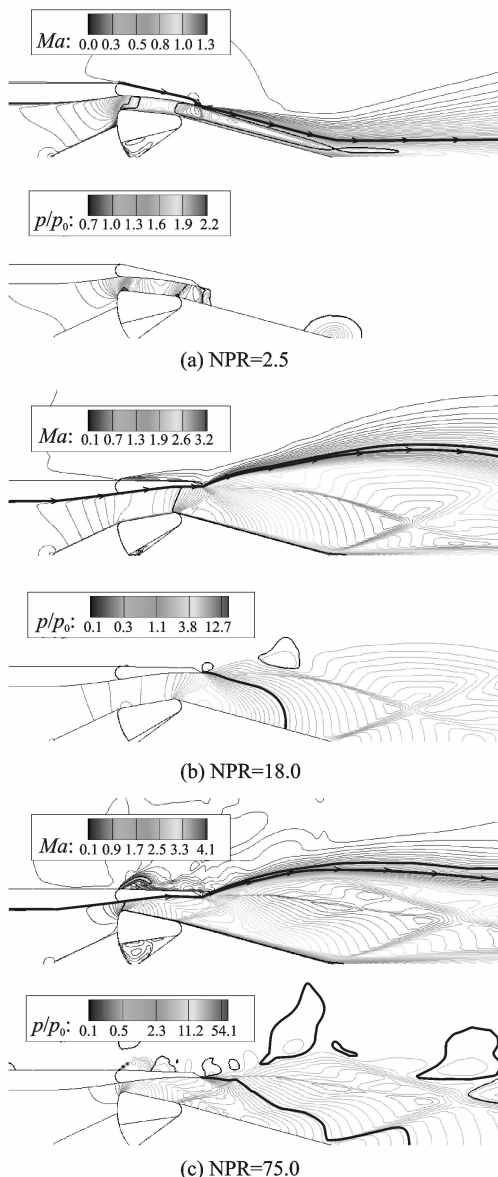 Ma:
0.0 0.3 0.5 0.8 1.0 1.3
p/p₀:
0.7 1.0 1.3 1.6 1.9 2.2
(a) NPR=2.5
Ma:
0.1 0.7 1.3 1.9 2.6 3.2
p/p₀:
0.1 0.3 1.1 3.8 12.7
(b) NPR=18.0
Ma:
0.1 0.9 1.7 2.5 3.3 4.1
p/p₀:
0.1 0.5 2.3 11.2 54.1
(c) NPR=75.0